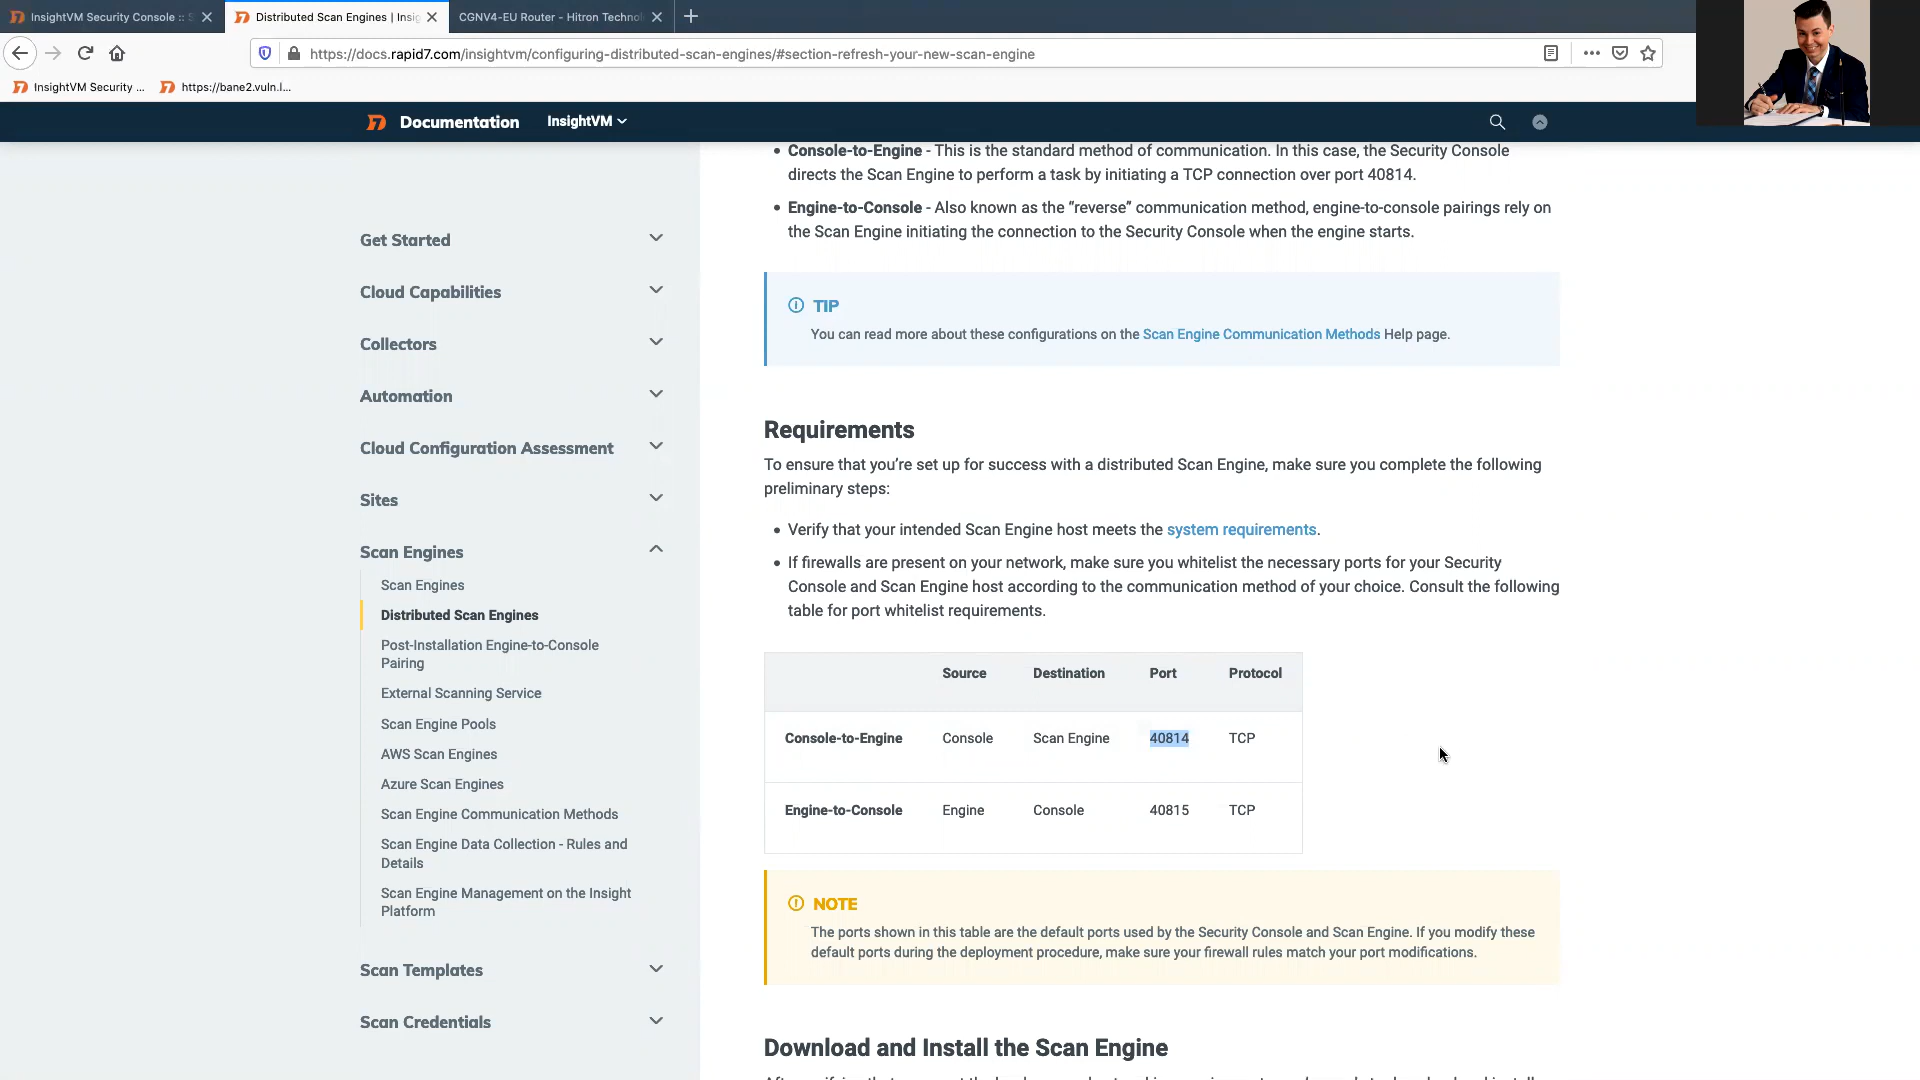 InsightVM Security Console :: S
Distributed Scan Engines | Insig
CGNV4-EU Router - Hitron Techno
https://docs.rapid7.com/insightvm/configuring-distributed-scan-engines/#section-refresh-your-new-scan-engine
InsightVM Security ...
https://bane2.vuln.l...
Documentation
InsightVM
Get Started
Cloud Capabilities
Collectors
Automation
Cloud Configuration Assessment
Sites
Scan Engines
Scan Engines
Distributed Scan Engines
Post-Installation Engine-to-Console
Pairing
External Scanning Service
Scan Engine Pools
AWS Scan Engines
Azure Scan Engines
Scan Engine Communication Methods
Scan Engine Data Collection - Rules and
Details
Scan Engine Management on the Insight
Platform
Scan Templates
Scan Credentials
• Console-to-Engine - This is the standard method of communication. In this case, the Security Console
directs the Scan Engine to perform a task by initiating a TCP connection over port 40814.
• Engine-to-Console - Also known as the “reverse” communication method, engine-to-console pairings rely on
the Scan Engine initiating the connection to the Security Console when the engine starts.
TIP
You can read more about these configurations on the Scan Engine Communication Methods Help page.
Requirements
To ensure that you’re set up for success with a distributed Scan Engine, make sure you complete the following
preliminary steps:
• Verify that your intended Scan Engine host meets the system requirements.
• If firewalls are present on your network, make sure you whitelist the necessary ports for your Security
Console and Scan Engine host according to the communication method of your choice. Consult the following
table for port whitelist requirements.
Source Destination Port Protocol
Console-to-Engine Console Scan Engine 40814 TCP
Engine-to-Console Engine Console 40815 TCP
NOTE
The ports shown in this table are the default ports used by the Security Console and Scan Engine. If you modify these
default ports during the deployment procedure, make sure your firewall rules match your port modifications.
Download and Install the Scan Engine